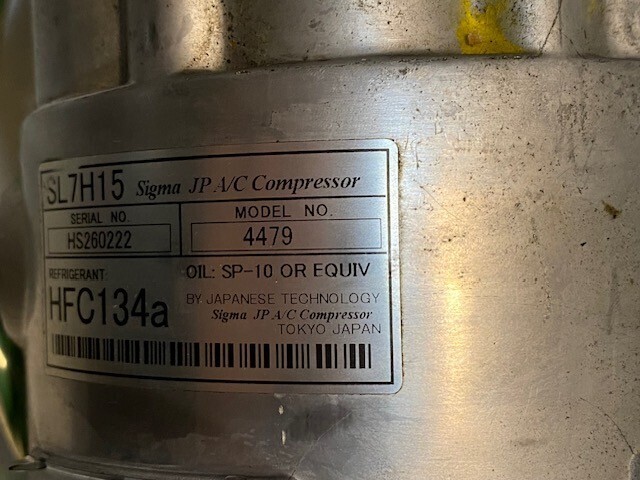 SL7H15 Sigma JP A/C Compressor
SERIAL NO. MODEL NO.
HS260222 4479
REFRIGERANT: OIL: SP-10 OR EQUIV
HFC134a BY JAPANESE TECHNOLOGY
Sigma JP A/C Compressor
TOKYO JAPAN